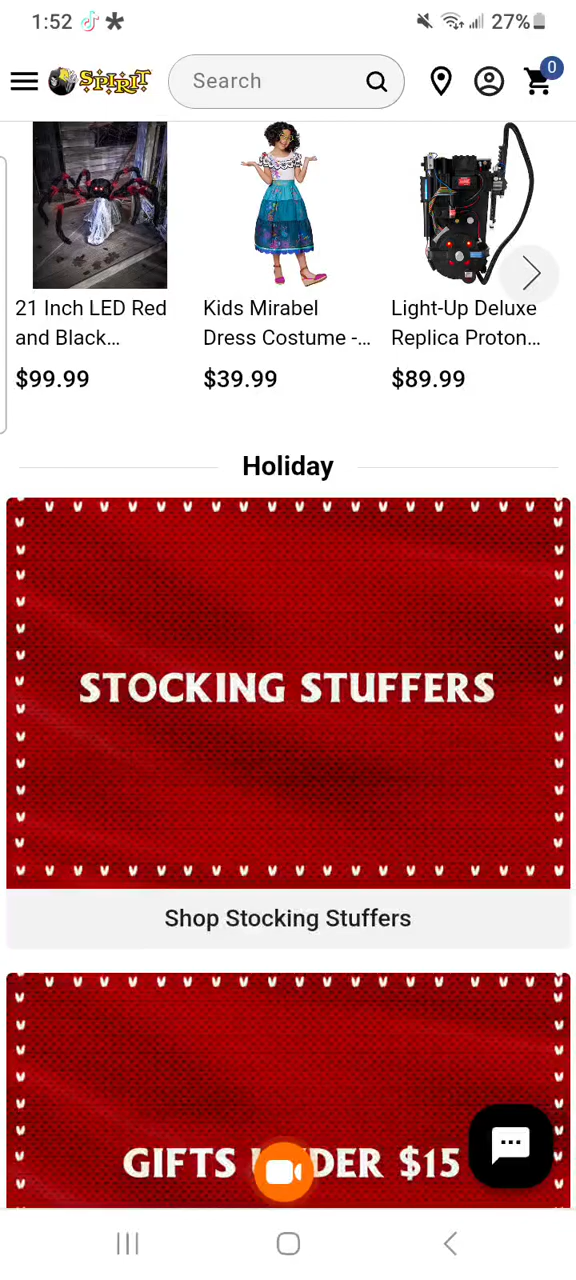 1:52 27%
SPIRIT Search 0
21 Inch LED Red
and Black...
$99.99
Kids Mirabel
Dress Costume -...
$39.99
Light-Up Deluxe
Replica Proton...
$89.99
Holiday
STOCKING STUFFERS
Shop Stocking Stuffers
GIFTS DER $15